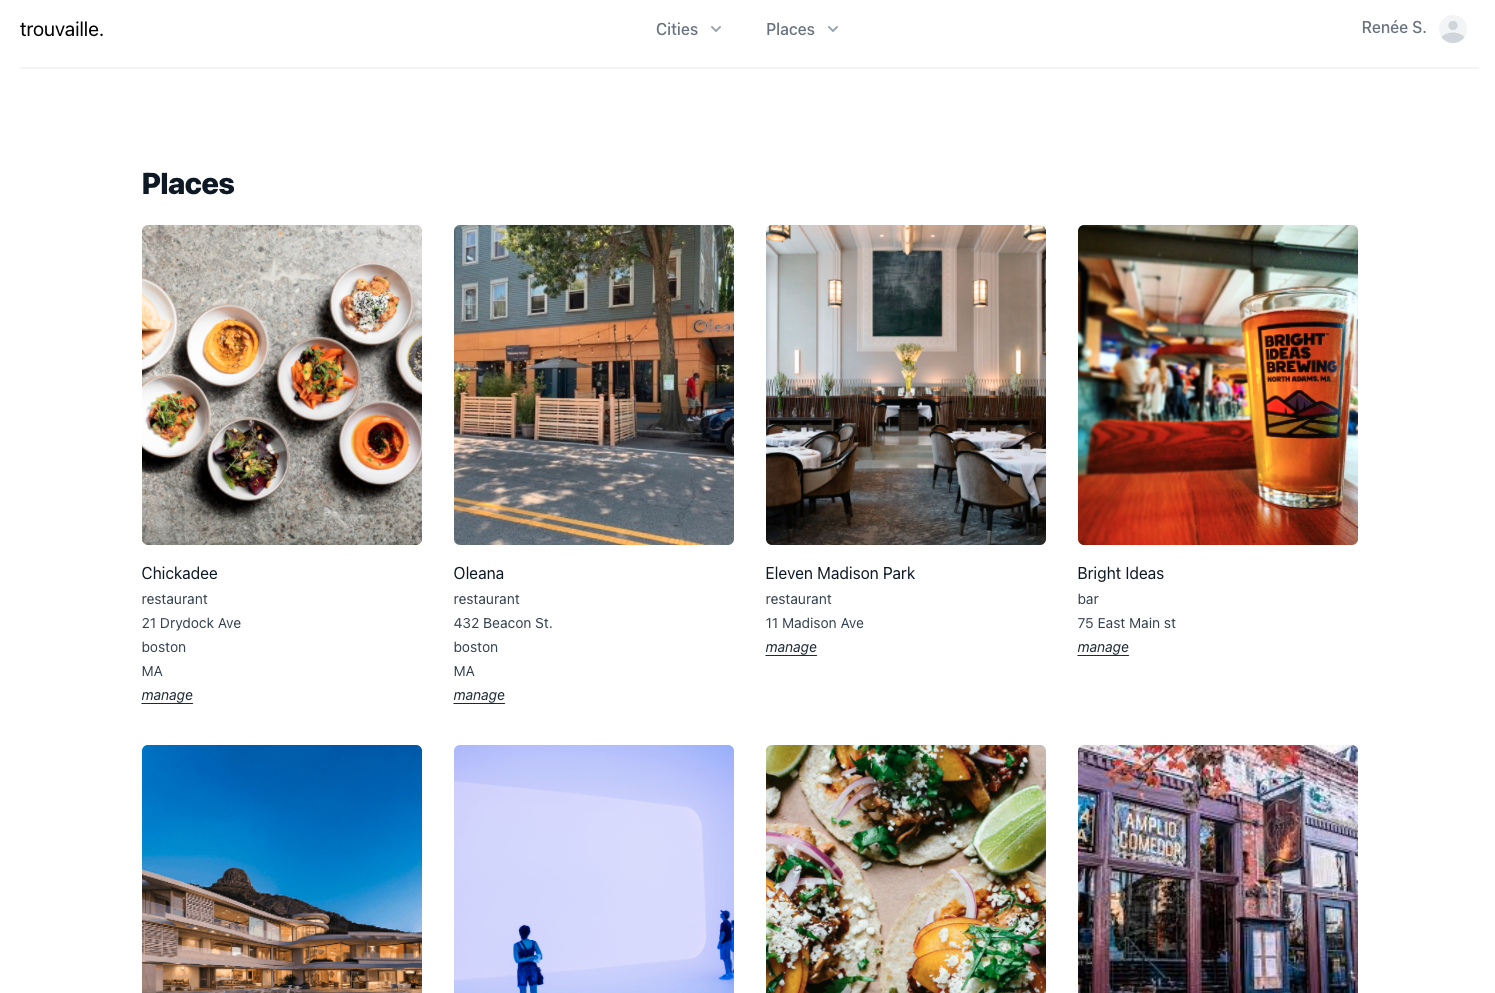 trouvaille.
Cities
Places
Renée S.
Places
Olea
BRIGHT
IDEAS
BREWING
NORTH ADAMS, MA
Chickadee
restaurant
21 Drydock Ave
boston
MA
manage
Oleana
restaurant
432 Beacon St.
boston
MA
manage
Eleven Madison Park
restaurant
11 Madison Ave
manage
Bright Ideas
bar
75 East Main st
manage
AMPLIO
COMEDOR